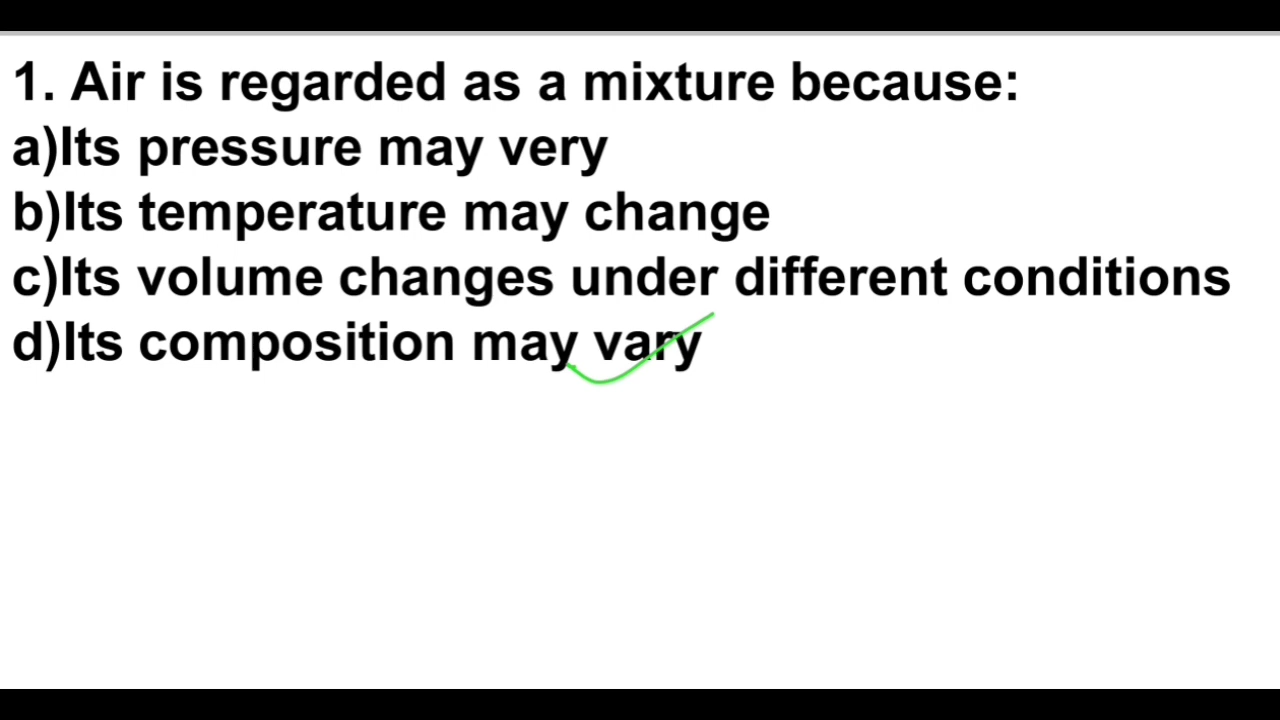 1. Air is regarded as a mixture because:
a)Its pressure may very
b)Its temperature may change
c)Its volume changes under different conditions
d)Its composition may vary